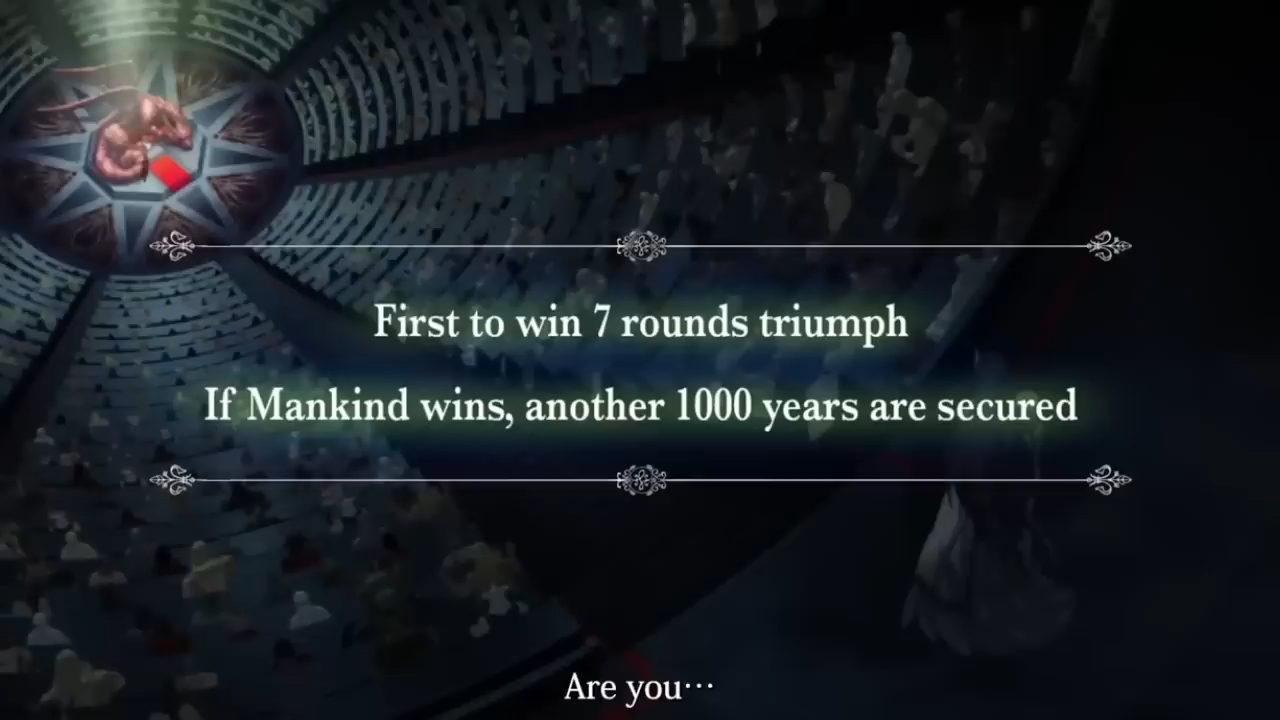 First to win 7 rounds triumph
If Mankind wins, another 1000 years are secured
Are you…